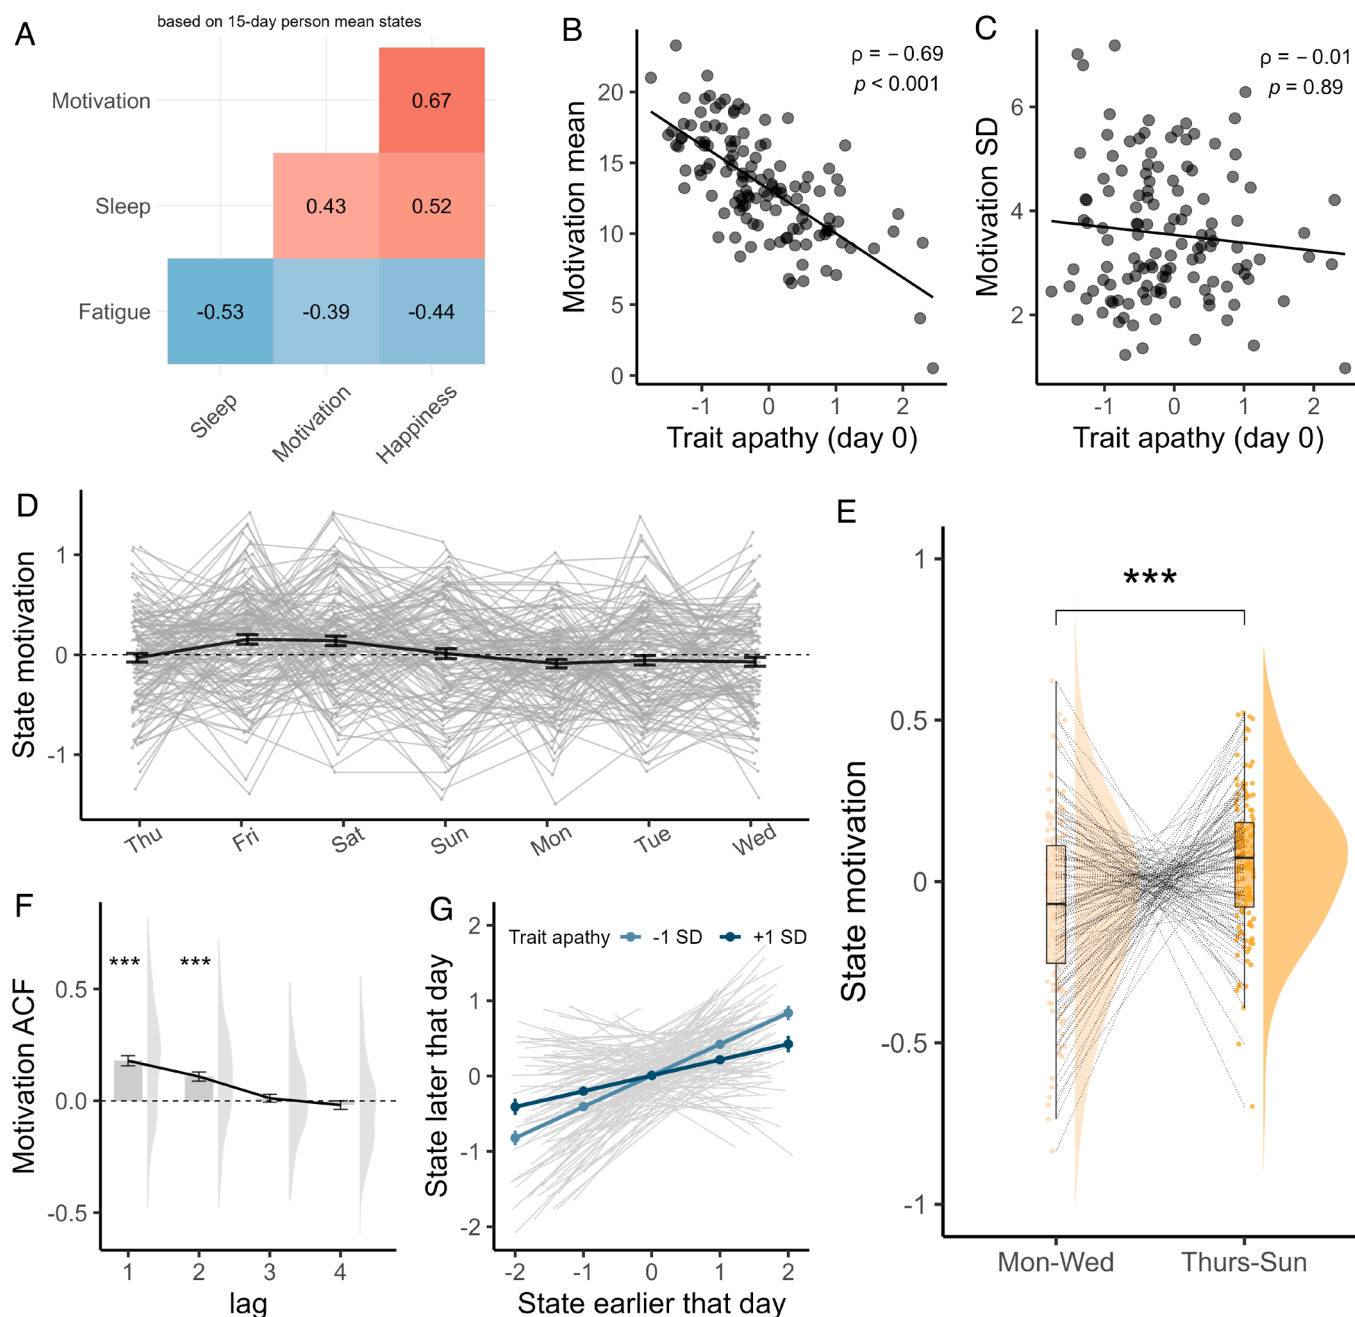 A
based on 15-day person mean states
Motivation
Sleep
Fatigue
0.67
0.43
0.52
-0.53
-0.39
-0.44
Sleep
Motivation
Happiness
B
ρ = − 0.69
p < 0.001
Motivation mean
20
15
10
5
0
-1
0
1
2
Trait apathy (day 0)
C
ρ = − 0.01
p = 0.89
Motivation SD
6
4
2
-1
0
1
2
Trait apathy (day 0)
D
State motivation
1
0
-1
Thu
Fri
Sat
Sun
Mon
Tue
Wed
E
***
State motivation
1
0.5
0
-0.5
-1
Mon-Wed
Thurs-Sun
F
*** ***
Motivation ACF
0.5
0.0
-0.5
1
2
3
4
lag
G
Trait apathy -1 SD +1 SD
State later that day
2
1
0
-1
-2
-2
-1
0
1
2
State earlier that day